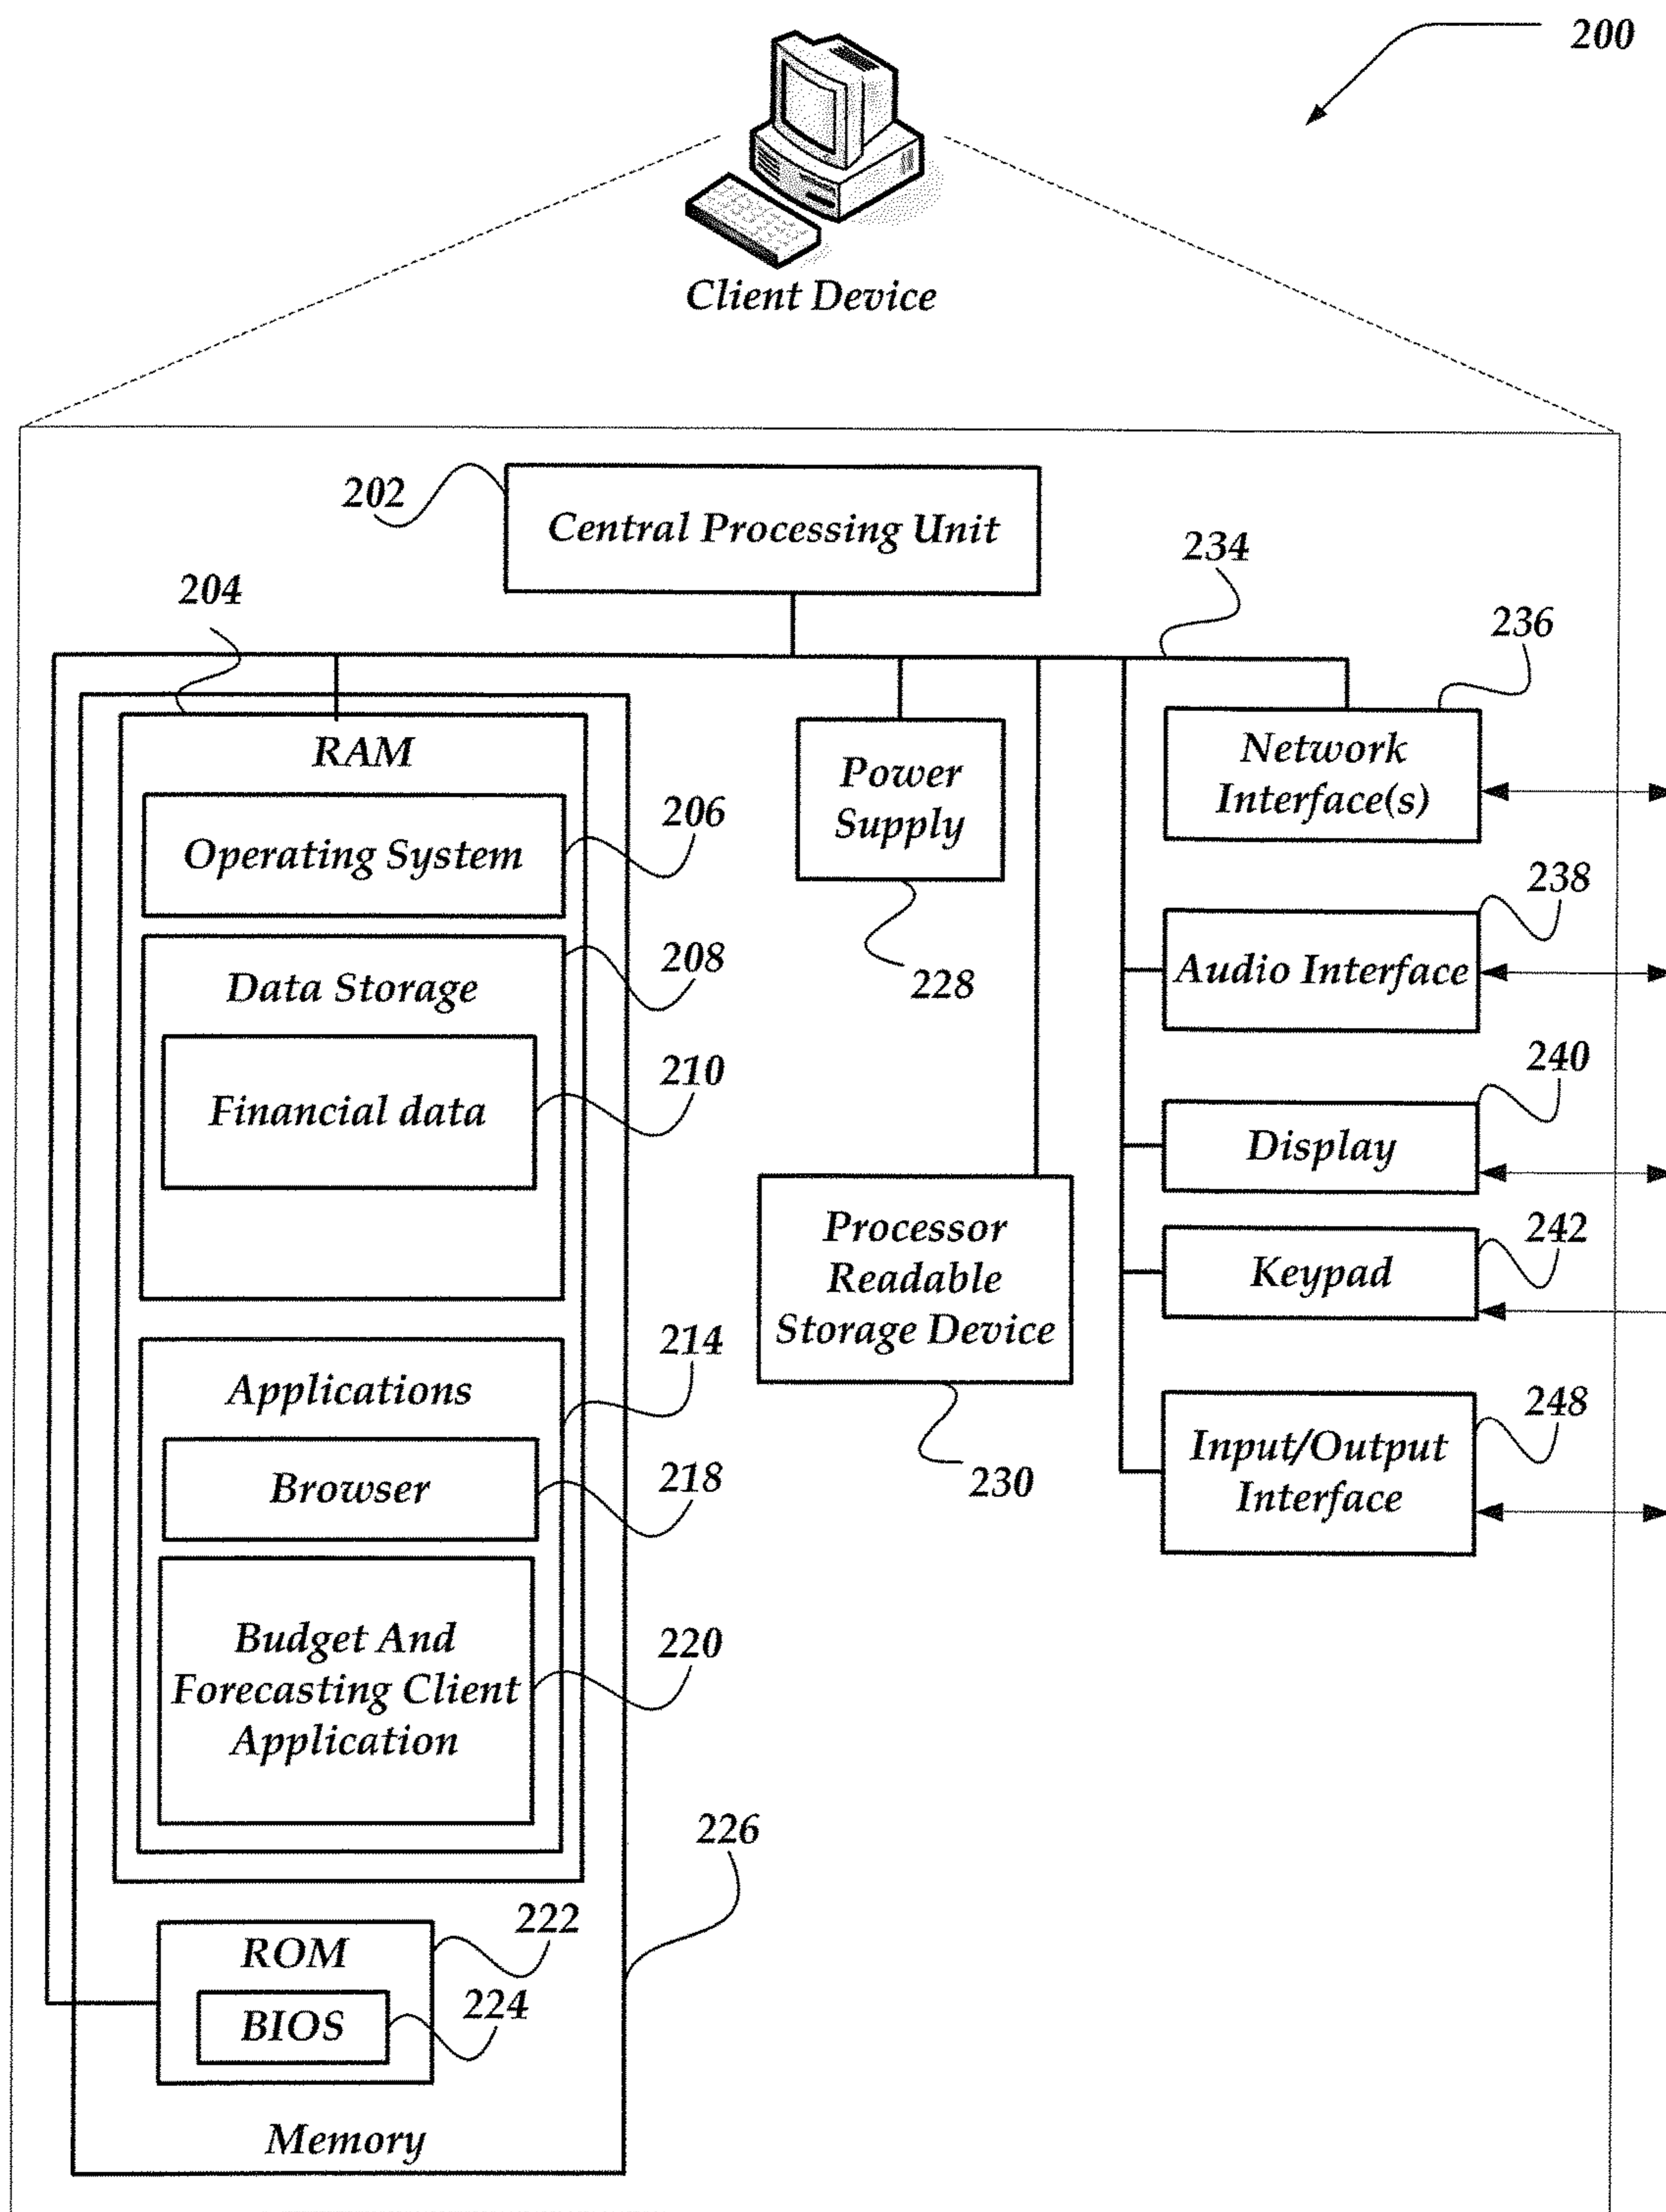 200
Client Device
202
Central Processing Unit
234
204
236
RAM
Network
Interface(s)
Power
Supply
206
Operating System
238
208
Data Storage
Audio Interface
228
210
Financial data
240
Display
Processor
Readable
Storage Device
242
Keypad
214
Applications
248
Input/Output
Interface
218
Browser
230
Budget And
Forecasting Client
Application
220
226
222
ROM
224
BIOS
Memory